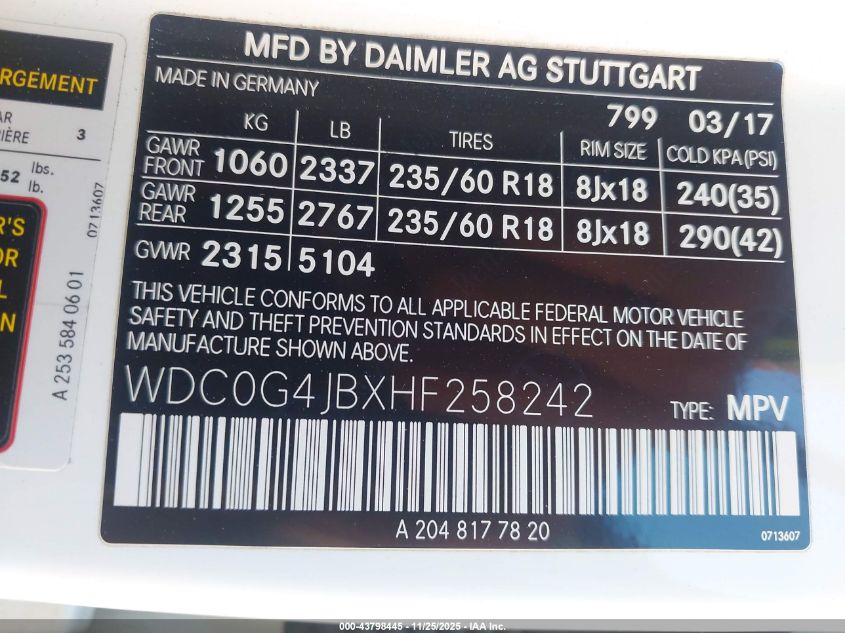 RGEMENT
AR
IÈRE 3
52 lbs.
lb.
0713607
R'S
OR
L
N
A 253 584 06 01
MFD BY DAIMLER AG STUTTGART
MADE IN GERMANY
799 03/17
KG LB TIRES RIM SIZE COLD KPA (PSI)
GAWR FRONT 1060 2337 235/60 R18 8Jx18 240(35)
GAWR REAR 1255 2767 235/60 R18 8Jx18 290(42)
GVWR 2315 5104
THIS VEHICLE CONFORMS TO ALL APPLICABLE FEDERAL MOTOR VEHICLE
SAFETY AND THEFT PREVENTION STANDARDS IN EFFECT ON THE DATE OF
MANUFACTURE SHOWN ABOVE.
WDC0G4JBXHF258242 TYPE: MPV
A 204 817 78 20
0713607
000-43798445 - 11/25/2025 - IAA Inc.